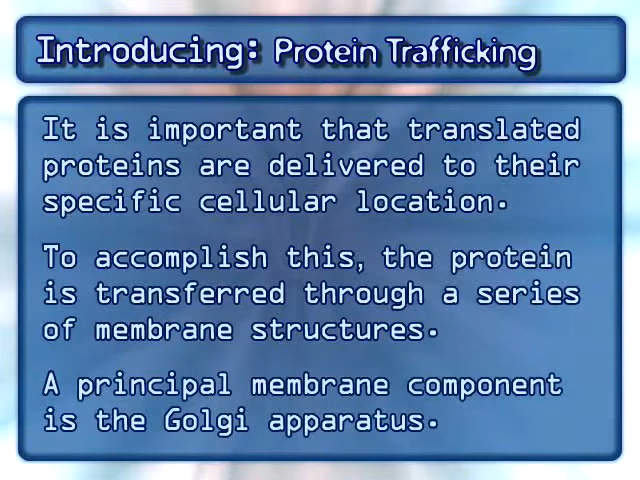 Introducing: Protein Trafficking
It is important that translated
proteins are delivered to their
specific cellular location.
To accomplish this, the protein
is transferred through a series
of membrane structures.
A principal membrane component
is the Golgi apparatus.